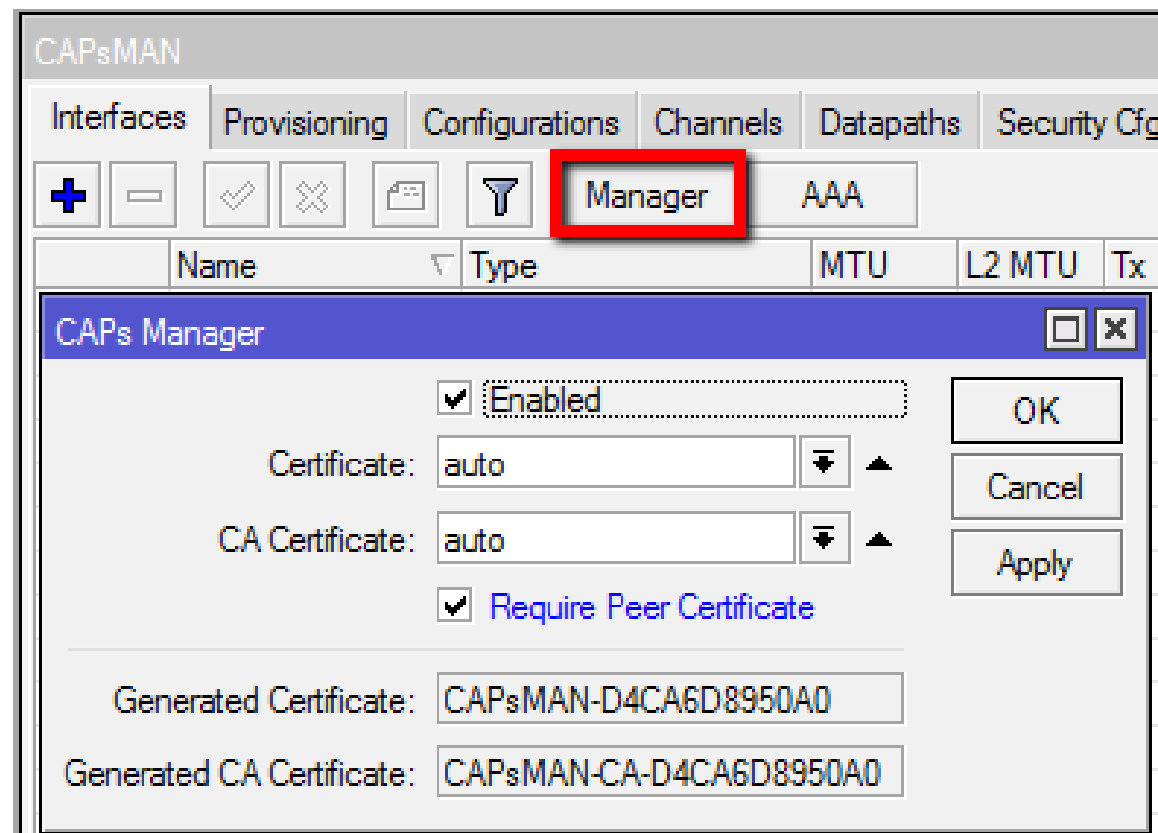 CAPsMAN
Interfaces Provisioning Configurations Channels Datapaths Security Cfg
Manager AAA
Name Type MTU L2 MTU Tx
CAPs Manager
Enabled OK
Certificate: auto
Cancel
CA Certificate: auto
Apply
Require Peer Certificate
Generated Certificate: CAPsMAN-D4CA6D8950A0
Generated CA Certificate: CAPsMAN-CA-D4CA6D8950A0